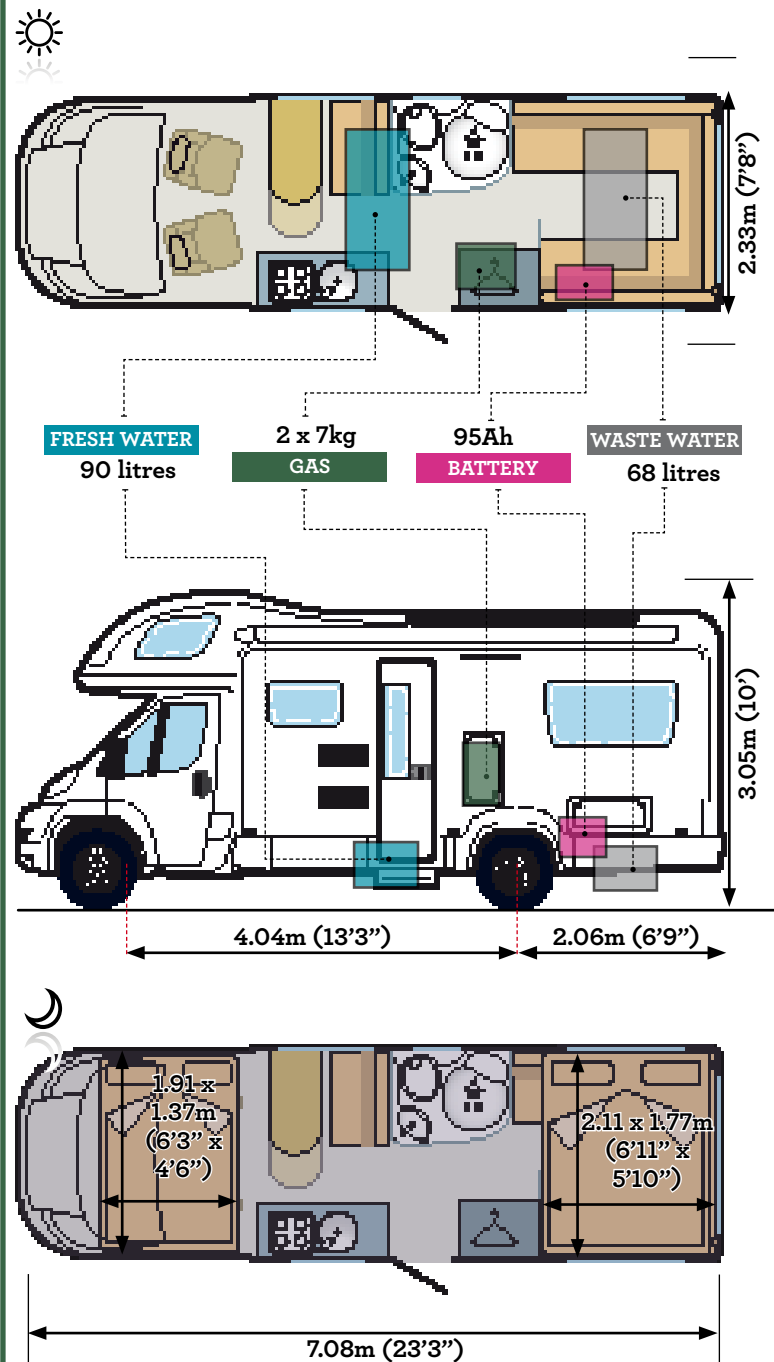 2.33m (7’8”)
FRESH WATER
90 litres
2 x 7kg
GAS
95Ah
BATTERY
WASTE WATER
68 litres
3.05m (10’)
4.04m (13’3”)
2.06m (6’9”)
1.91 x
1.37m
(6’3” x
4’6”)
2.11 x 1.77m
(6’11” x
5’10”)
7.08m (23’3”)